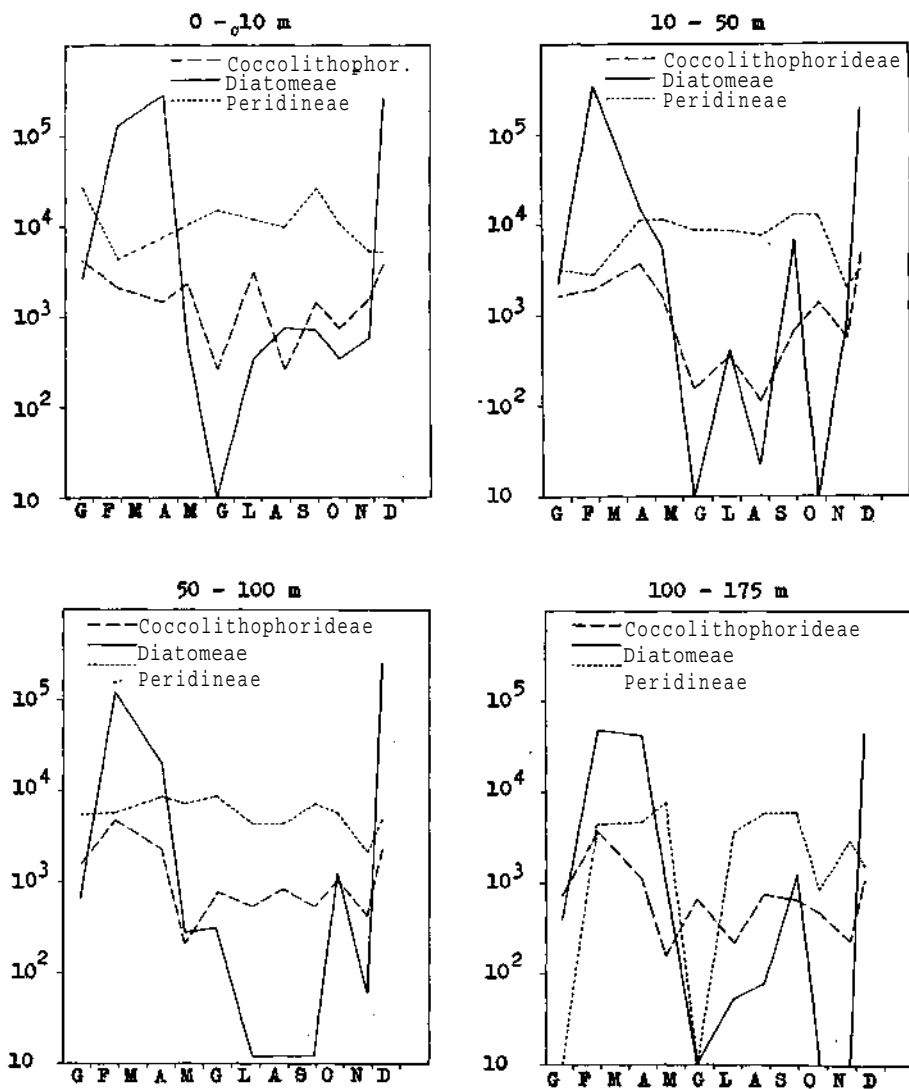 0 - 10 m
Coccolithophor.
Diatomeae
Peridineae
10^5
10^4
10^3
10^2
10
G F M A M G L A S O N D
10 - 50 m
Coccolithophorideae
Diatomeae
Peridineae
10^5
10^4
10^3
10^2
10
G F M A M G L A S O N D
50 - 100 m
Coccolithophorideae
Diatomeae
Peridineae
10^5
10^4
10^3
10^2
10
G F M A M G L A S O N D
100 - 175 m
Coccolithophorideae
Diatomeae
Peridineae
10^5
10^4
10^3
10^2
10
G F M A M G L A S O N D